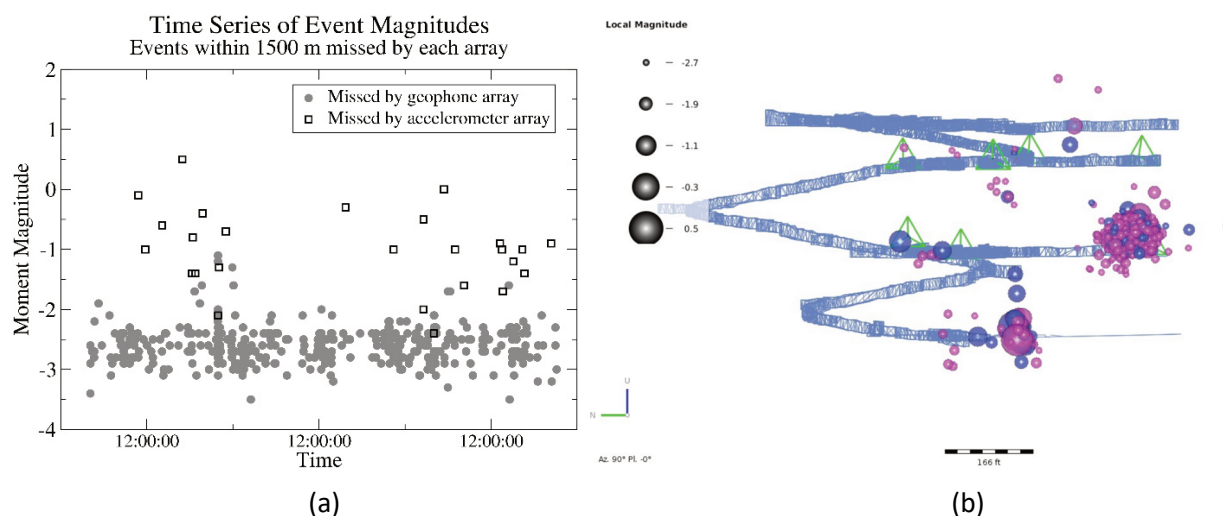 Time Series of Event Magnitudes
Events within 1500 m missed by each array
2
1
0
-1
-2
-3
-4
Moment Magnitude
Missed by geophone array
Missed by accelerometer array
12:00:00 12:00:00 12:00:00
Time
(a)
Local Magnitude
-2.7
-1.9
-1.1
-0.3
0.5
U
N
Az. 90° Pl. -0°
166 ft
(b)